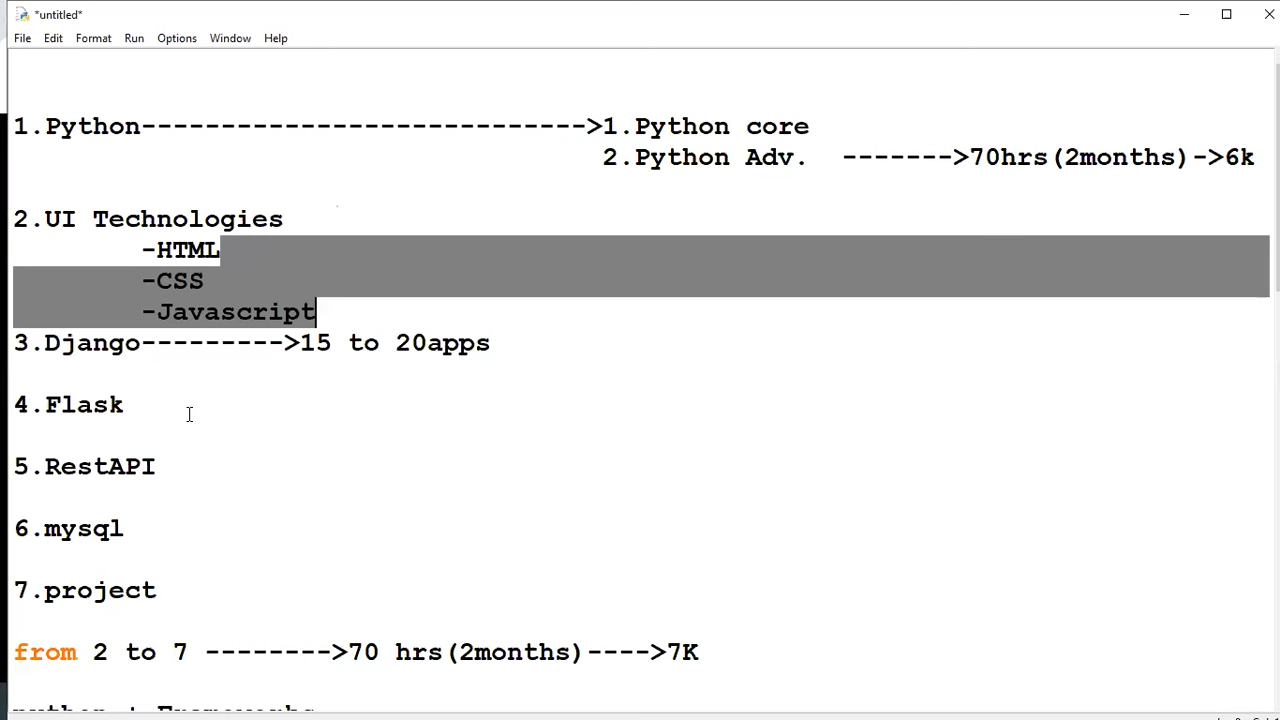 *untitled*
File Edit Format Run Options Window Help
1.Python---------------------------->1.Python core
2.Python Adv. ------->70hrs(2months)->6k
2.UI Technologies
-HTML
-CSS
-Javascript
3.Django--------->15 to 20apps
4.Flask
5.RestAPI
6.mysql
7.project
from 2 to 7 -------->70 hrs(2months)---->7K
python + Frameworks